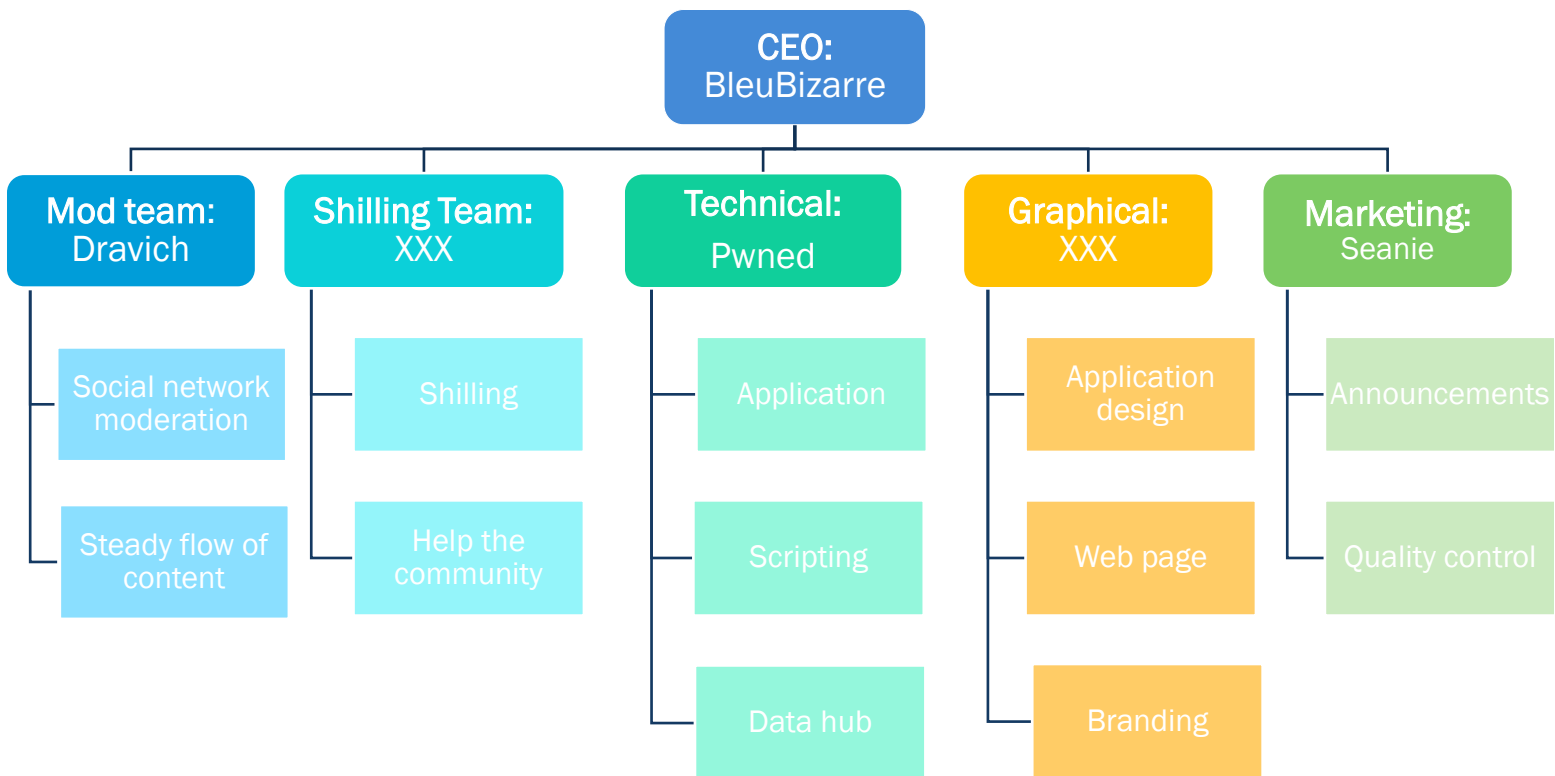 CEO:
BleuBizarre
Mod team:
Dravich
Shilling Team:
XXX
Technical:
Pwned
Graphical:
XXX
Marketing:
Seanie
Social network
moderation
Steady flow of
content
Shilling
Help the
community
Application
Scripting
Data hub
Application
design
Web page
Branding
Announcements
Quality control